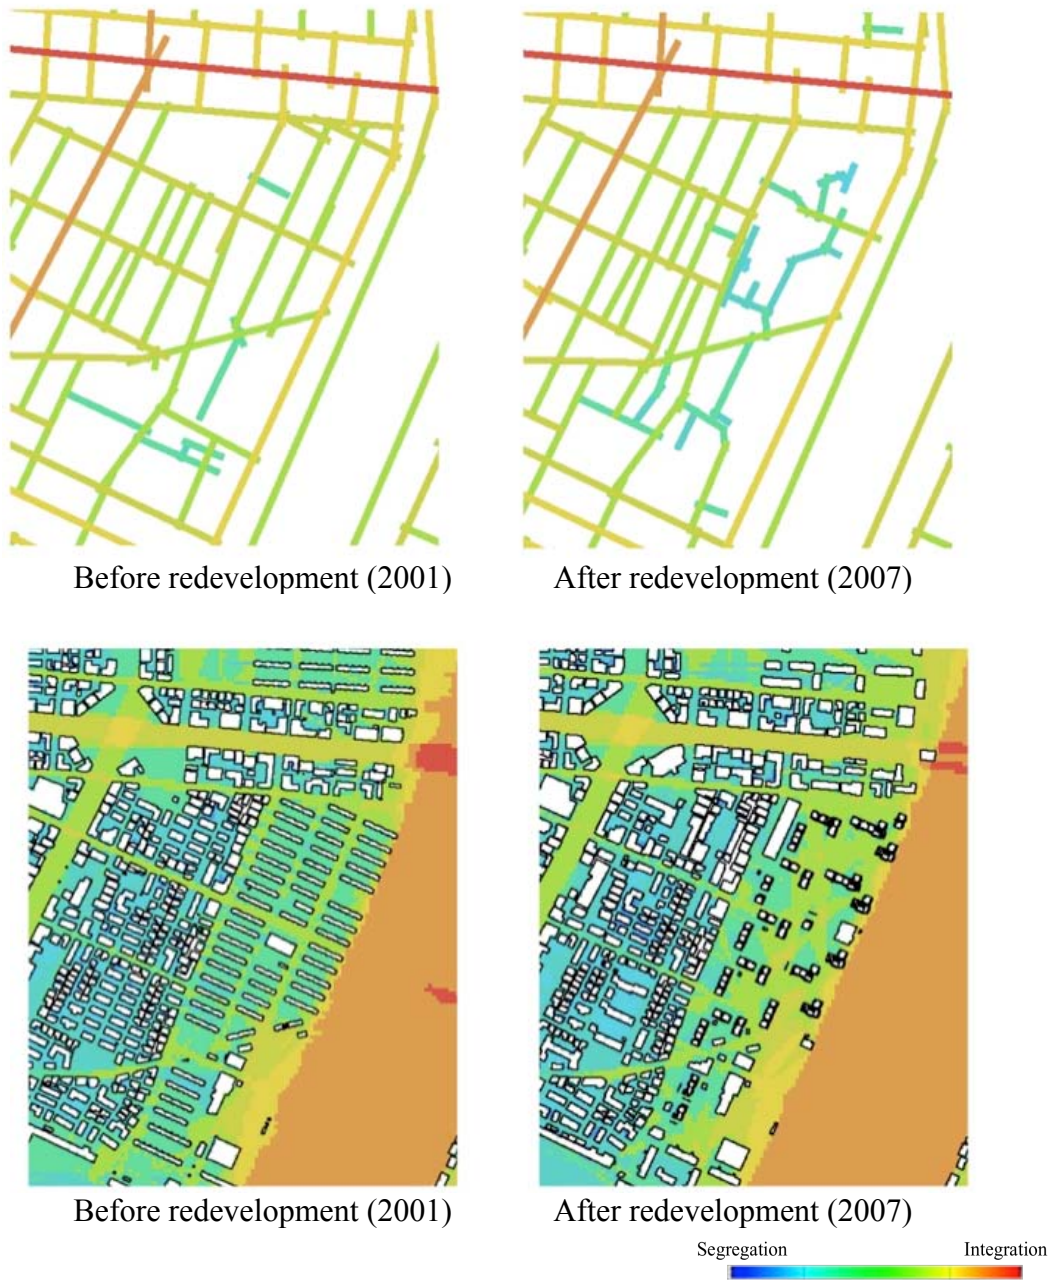 Before redevelopment (2001) After redevelopment (2007)
Before redevelopment (2001) After redevelopment (2007)
Segregation Integration